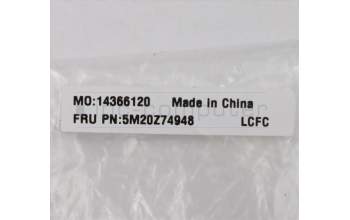 MO:14366120 Made in China
FRU PN:5M20Z74948 LCFC